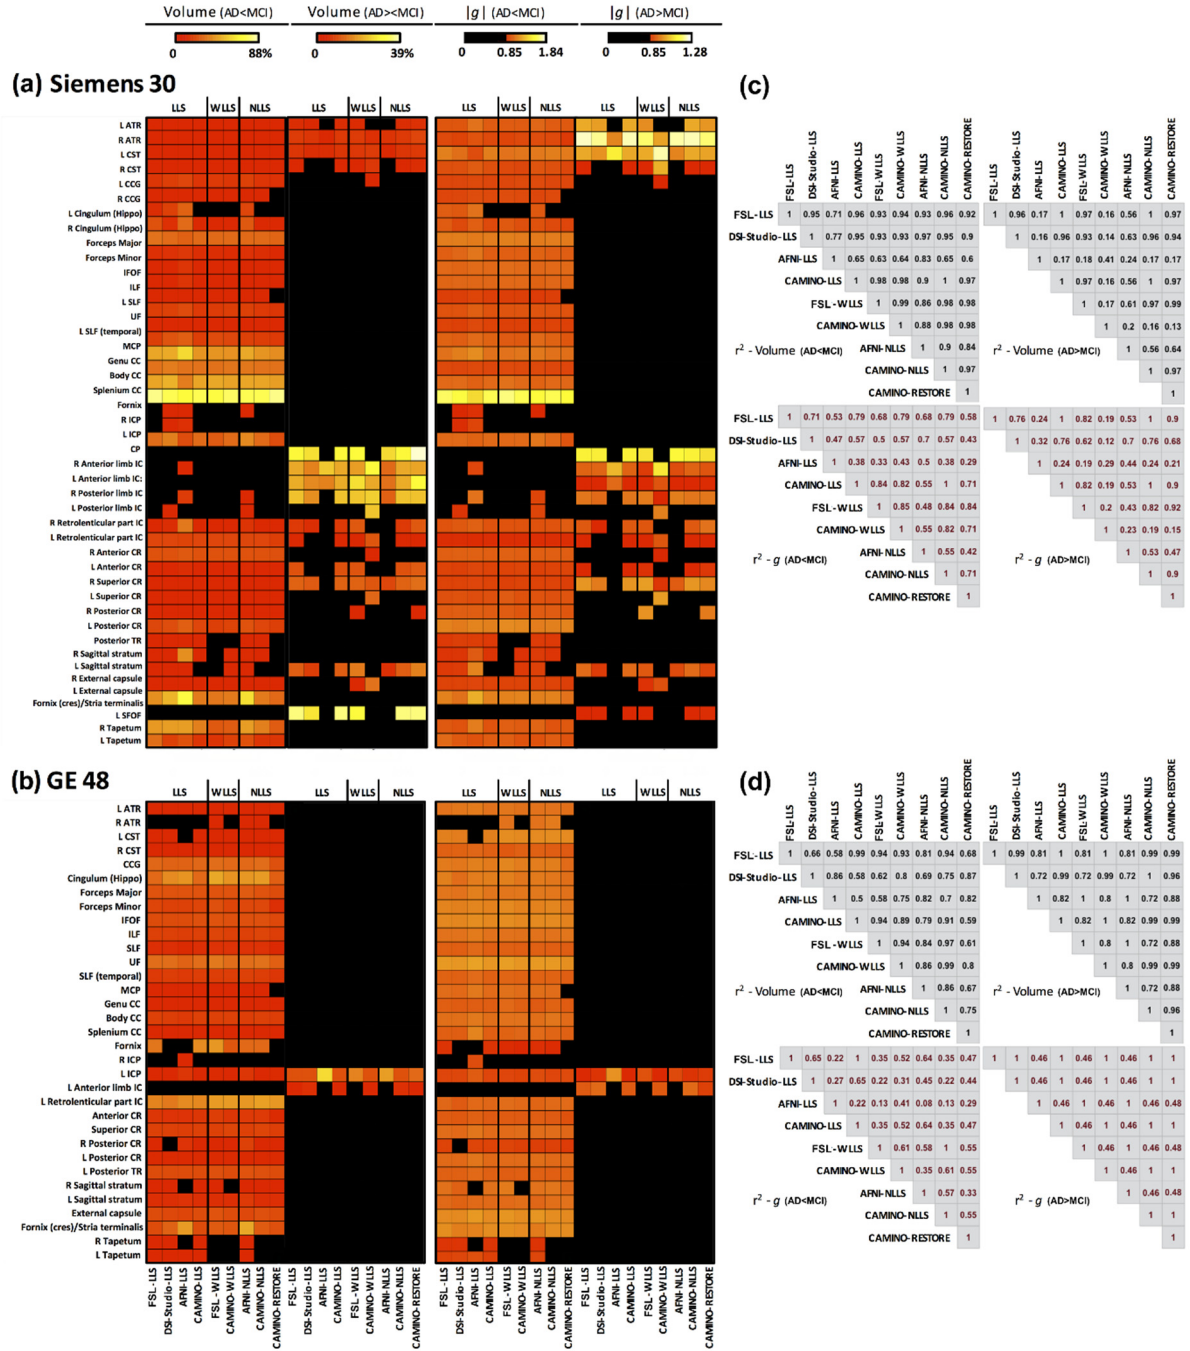 Volume (AD<MCI) Volume (AD><MCI) |g| (AD<MCI) |g| (AD>MCI)
0 88% 0 39% 0 0.85 1.84 0 0.85 1.28
(a) Siemens 30
LLS WLLS NLLS LLS WLLS NLLS LLS WLLS NLLS LLS WLLS NLLS
L ATR
R ATR
L CST
R CST
L CCG
R CCG
L Cingulum (Hippo)
R Cingulum (Hippo)
Forceps Major
Forceps Minor
IFOF
ILF
L SLF
UF
L SLF (temporal)
MCP
Genu CC
Body CC
Splenium CC
Fornix
R ICP
L ICP
CP
R Anterior limb IC
L Anterior limb IC:
R Posterior limb IC
L Posterior limb IC
R Retrolenticular part IC
L Retrolenticular part IC
R Anterior CR
L Anterior CR
R Superior CR
L Superior CR
R Posterior CR
L Posterior CR
Posterior TR
R Sagittal stratum
L Sagittal stratum
R External capsule
L External capsule
Fornix (cres)/Stria terminalis
L SFOF
R Tapetum
L Tapetum
(c)
FSL-LLS DSI-Studio-LLS AFNI-LLS CAMINO-LLS FSL-WLLS CAMINO-WLLS AFNI-NLLS CAMINO-NLLS CAMINO-RESTORE FSL-LLS DSI-Studio-LLS AFNI-LLS CAMINO-LLS FSL-WLLS CAMINO-WLLS AFNI-NLLS CAMINO-NLLS CAMINO-RESTORE
FSL-LLS 1 0.95 0.71 0.96 0.93 0.94 0.93 0.96 0.92 1 0.96 0.17 1 0.97 0.16 0.56 1 0.97
DSI-Studio-LLS 1 0.77 0.95 0.93 0.93 0.97 0.95 0.9 1 0.16 0.96 0.93 0.14 0.63 0.96 0.94
AFNI-LLS 1 0.65 0.63 0.64 0.83 0.65 0.6 1 0.17 0.18 0.41 0.24 0.17 0.17
CAMINO-LLS 1 0.98 0.98 0.9 1 0.97 1 0.97 0.16 0.56 1 0.97
FSL-WLLS 1 0.99 0.86 0.98 0.98 1 0.17 0.61 0.97 0.99
CAMINO-WLLS 1 0.88 0.98 0.98 1 0.2 0.16 0.13
r² - Volume (AD<MCI) AFNI-NLLS 1 0.9 0.84 r² - Volume (AD>MCI) 1 0.56 0.64
CAMINO-NLLS 1 0.97 1 0.97
CAMINO-RESTORE 1 1
FSL-LLS 1 0.71 0.53 0.79 0.68 0.79 0.68 0.79 0.58 1 0.76 0.24 1 0.82 0.19 0.53 1 0.9
DSI-Studio-LLS 1 0.47 0.57 0.5 0.57 0.7 0.57 0.43 1 0.32 0.76 0.62 0.12 0.7 0.76 0.68
AFNI-LLS 1 0.38 0.33 0.43 0.5 0.38 0.29 1 0.24 0.19 0.29 0.44 0.24 0.21
CAMINO-LLS 1 0.84 0.82 0.55 1 0.71 1 0.82 0.19 0.53 1 0.9
FSL-WLLS 1 0.85 0.48 0.84 0.84 1 0.2 0.43 0.82 0.92
CAMINO-WLLS 1 0.55 0.82 0.71 1 0.23 0.19 0.15
r² - g (AD<MCI) AFNI-NLLS 1 0.55 0.42 r² - g (AD>MCI) 1 0.53 0.47
CAMINO-NLLS 1 0.71 1 0.9
CAMINO-RESTORE 1 1
(b) GE 48
LLS WLLS NLLS LLS WLLS NLLS LLS WLLS NLLS LLS WLLS NLLS
L ATR
R ATR
L CST
R CST
CCG
Cingulum (Hippo)
Forceps Major
Forceps Minor
IFOF
ILF
SLF
UF
SLF (temporal)
MCP
Genu CC
Body CC
Splenium CC
Fornix
R ICP
L ICP
L Anterior limb IC
L Retrolenticular part IC
Anterior CR
Superior CR
R Posterior CR
L Posterior CR
L Posterior TR
R Sagittal stratum
L Sagittal stratum
External capsule
Fornix (cres)/Stria terminalis
R Tapetum
L Tapetum
FSL-LLS DSI-Studio-LLS AFNI-LLS CAMINO-LLS FSL-WLLS CAMINO-WLLS AFNI-NLLS CAMINO-NLLS CAMINO-RESTORE FSL-LLS DSI-Studio-LLS AFNI-LLS CAMINO-LLS FSL-WLLS CAMINO-WLLS AFNI-NLLS CAMINO-NLLS CAMINO-RESTORE FSL-LLS DSI-Studio-LLS AFNI-LLS CAMINO-LLS FSL-WLLS CAMINO-WLLS AFNI-NLLS CAMINO-NLLS CAMINO-RESTORE FSL-LLS DSI-Studio-LLS AFNI-LLS CAMINO-LLS FSL-WLLS CAMINO-WLLS AFNI-NLLS CAMINO-NLLS CAMINO-RESTORE
(d)
FSL-LLS DSI-Studio-LLS AFNI-LLS CAMINO-LLS FSL-WLLS CAMINO-WLLS AFNI-NLLS CAMINO-NLLS CAMINO-RESTORE FSL-LLS DSI-Studio-LLS AFNI-LLS CAMINO-LLS FSL-WLLS CAMINO-WLLS AFNI-NLLS CAMINO-NLLS CAMINO-RESTORE
FSL-LLS 1 0.66 0.58 0.99 0.94 0.93 0.81 0.94 0.68 1 0.99 0.81 1 0.81 1 0.81 0.99 0.99
DSI-Studio-LLS 1 0.86 0.58 0.62 0.8 0.69 0.75 0.87 1 0.72 0.99 0.72 0.99 0.72 1 0.96
AFNI-LLS 1 0.5 0.58 0.75 0.82 0.7 0.82 1 0.82 1 0.8 1 0.72 0.88
CAMINO-LLS 1 0.94 0.89 0.79 0.91 0.59 1 0.82 1 0.82 0.99 0.99
FSL-WLLS 1 0.94 0.84 0.97 0.61 1 0.8 1 0.72 0.88
CAMINO-WLLS 1 0.86 0.99 0.8 1 0.8 0.99 0.99
r² - Volume (AD<MCI) AFNI-NLLS 1 0.86 0.67 r² - Volume (AD>MCI) 1 0.72 0.88
CAMINO-NLLS 1 0.75 1 0.96
CAMINO-RESTORE 1 1
FSL-LLS 1 0.65 0.22 1 0.35 0.52 0.64 0.35 0.47 1 1 0.46 1 0.46 1 0.46 1 1
DSI-Studio-LLS 1 0.27 0.65 0.22 0.31 0.45 0.22 0.44 1 0.46 1 0.46 1 0.46 1 1
AFNI-LLS 1 0.22 0.13 0.41 0.08 0.13 0.29 1 0.46 1 0.46 1 0.46 0.48
CAMINO-LLS 1 0.35 0.52 0.64 0.35 0.47 1 0.46 1 0.46 1 1
FSL-WLLS 1 0.61 0.58 1 0.55 1 0.46 1 0.46 0.48
CAMINO-WLLS 1 0.35 0.61 0.55 1 0.46 1 1
r² - g (AD<MCI) AFNI-NLLS 1 0.57 0.33 r² - g (AD>MCI) 1 0.46 0.48
CAMINO-NLLS 1 0.55 1 1
CAMINO-RESTORE 1 1